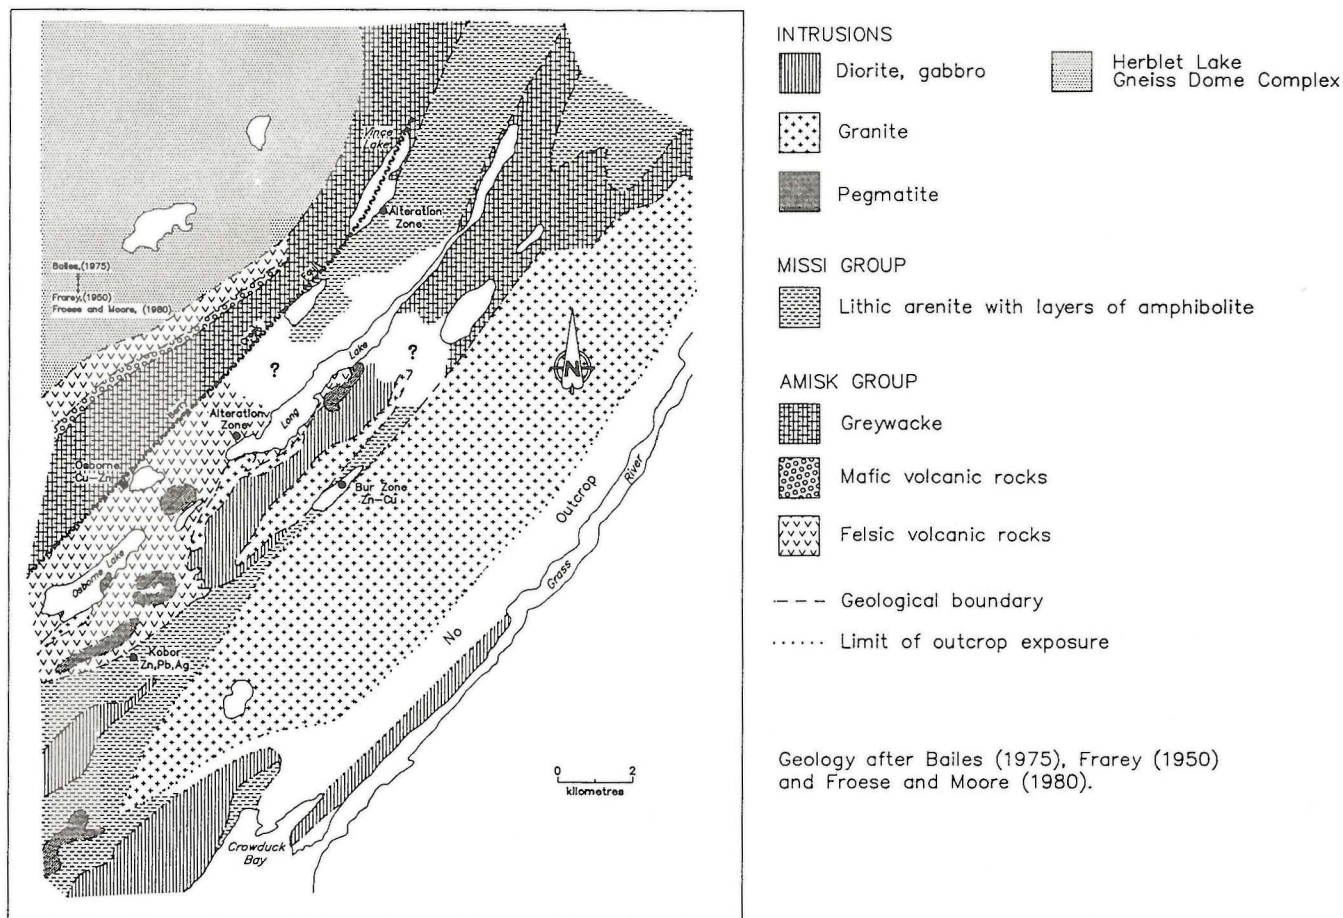 Vince
Lake
Alteration
Zone
Bailes,(1975)
Frarey,(1950)
Froese and Moore, (1980).
Fault
Creek
Berry
?
Lake
Long
?
?
N
Alteration
Zone
Osborne
Cu-Zn
Bur Zone
Zn-Cu
Osborne Lake
Kobar
Zn,Pb,Ag
No
Outcrop
Grass
River
0 2
kilometres
Crowduck
Bay
INTRUSIONS
Diorite, gabbro
Herblet Lake
Gneiss Dome Complex
Granite
Pegmatite
MISSI GROUP
Lithic arenite with layers of amphibolite
AMISK GROUP
Greywacke
Mafic volcanic rocks
Felsic volcanic rocks
Geological boundary
Limit of outcrop exposure
Geology after Bailes (1975), Frarey (1950)
and Froese and Moore (1980).